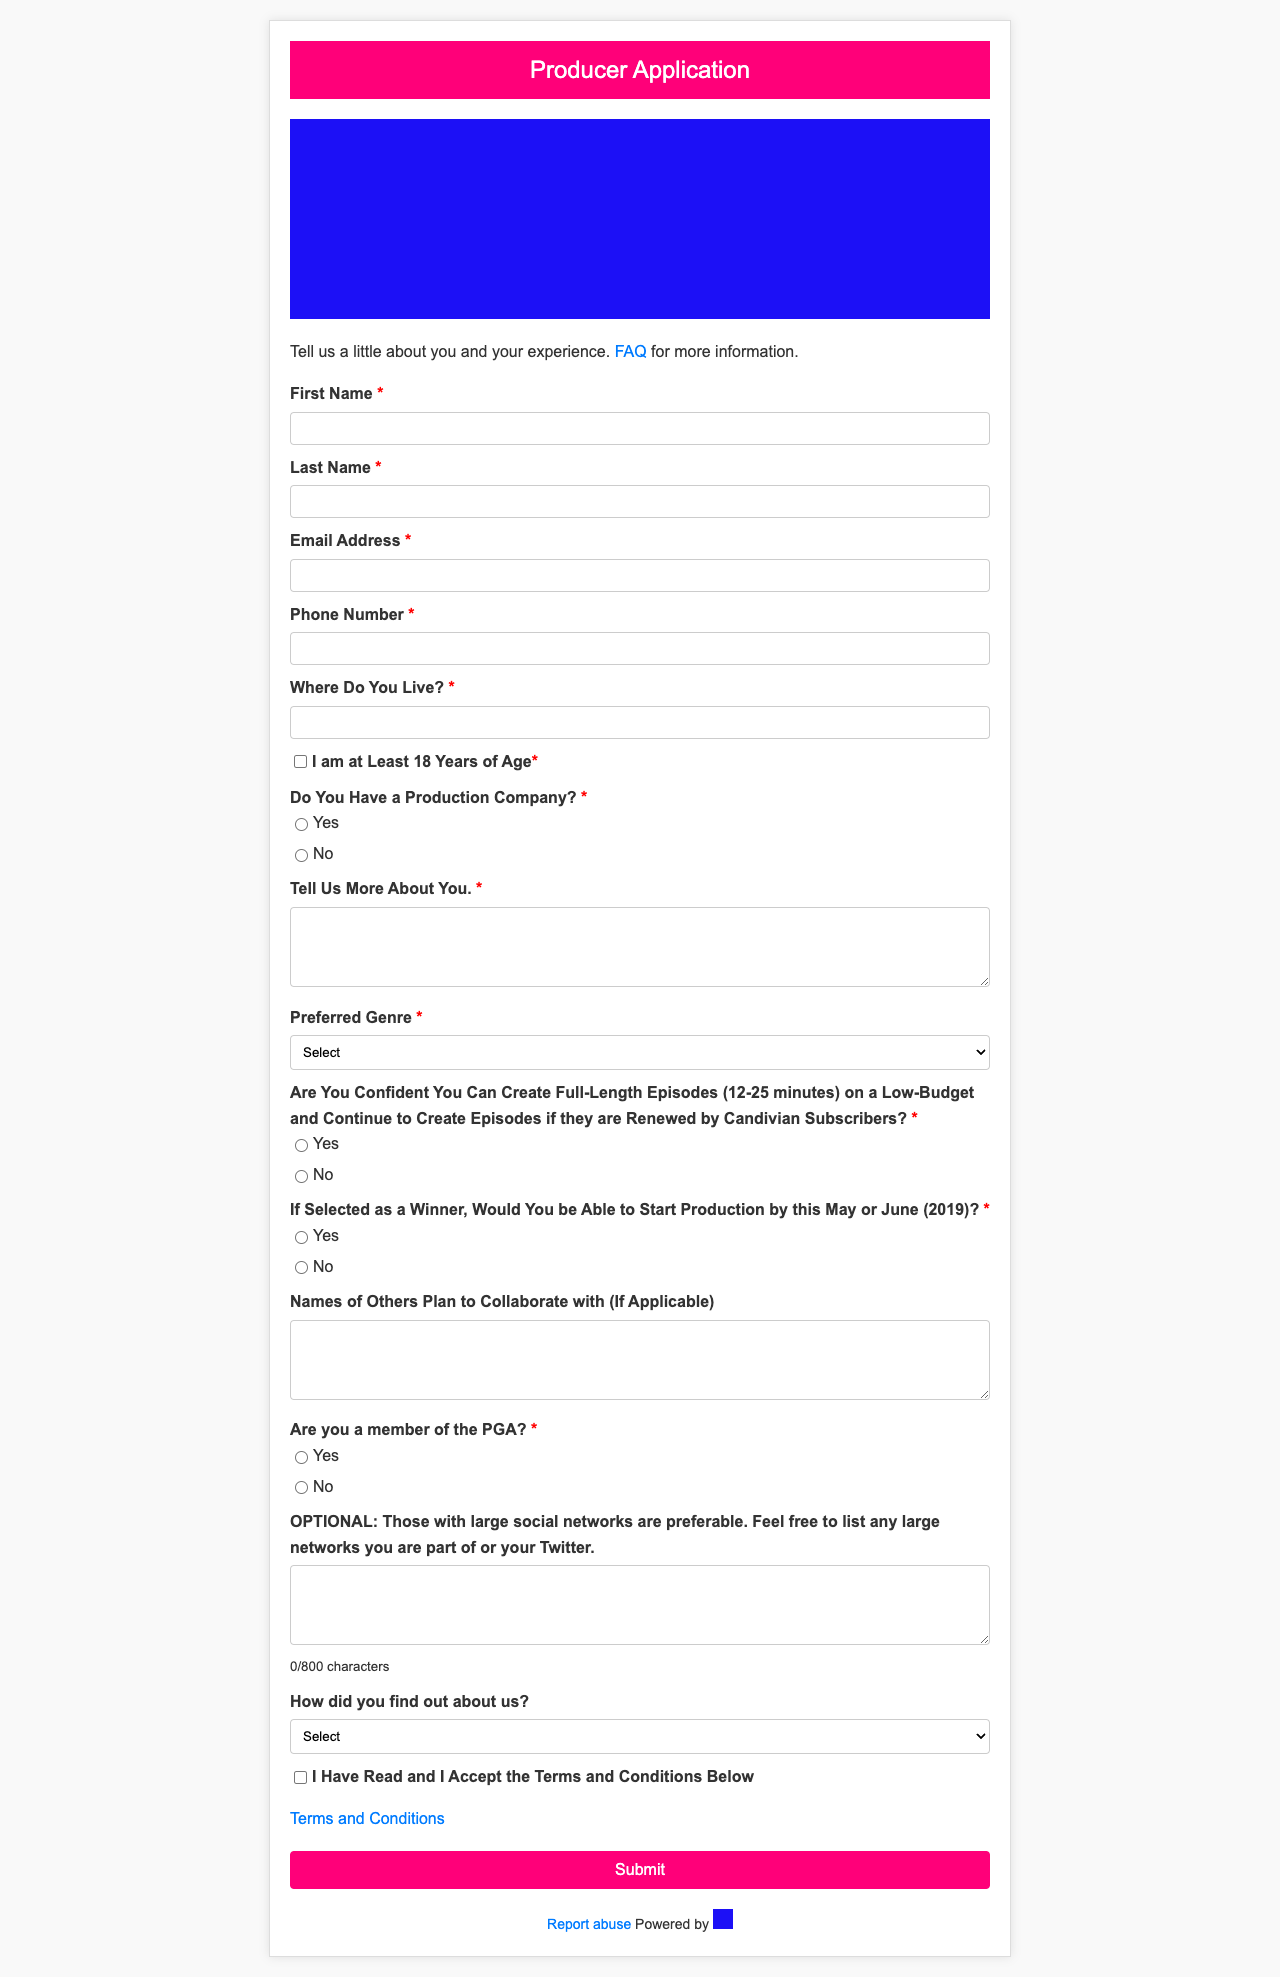 Producer Application
Tell us a little about you and your experience. FAQ for more information.
First Name *
Last Name *
Email Address *
Phone Number *
Where Do You Live? *
I am at Least 18 Years of Age*
Do You Have a Production Company? *
Yes
No
Tell Us More About You. *
Preferred Genre *
Select
Are You Confident You Can Create Full-Length Episodes (12-25 minutes) on a Low-Budget
and Continue to Create Episodes if they are Renewed by Candivian Subscribers? *
Yes
No
If Selected as a Winner, Would You be Able to Start Production by this May or June (2019)? *
Yes
No
Names of Others Plan to Collaborate with (If Applicable)
Are you a member of the PGA? *
Yes
No
OPTIONAL: Those with large social networks are preferable. Feel free to list any large
networks you are part of or your Twitter.
0/800 characters
How did you find out about us?
Select
I Have Read and I Accept the Terms and Conditions Below
Terms and Conditions
Submit
Report abuse Powered by